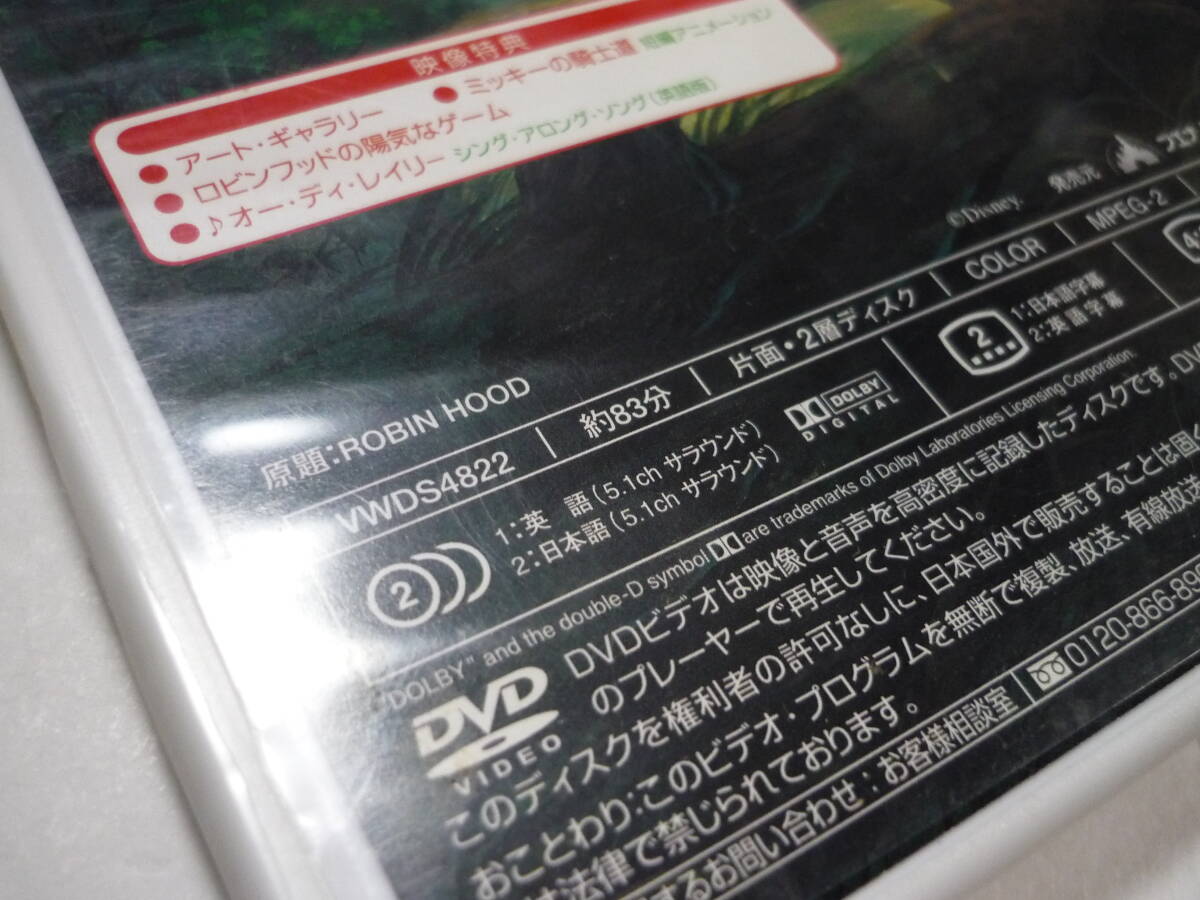 映像特典
● アート・ギャラリー ● ミッキーの騎士道 短編アニメーション
● ロビンフッドの陽気なゲーム
● ♪オー・ディ・レイリー シング・アロング・ソング(英語版)
©Disney.
発売元
原題:ROBIN HOOD
VWDS4822 | 約83分 | 片面・2層ディスク | COLOR | MPEG-2
2
1:英 語(5.1ch サラウンド)
2:日本語(5.1ch サラウンド)
DOLBY
DIGITAL
2
1:日本語字幕
2:英語字幕
"DOLBY" and the double-D symbol are trademarks of Dolby Laboratories Licensing Corporation.
DVD
VIDEO
DVDビデオは映像と音声を高密度に記録したディスクです。
のプレーヤーで再生してください。
このディスクを権利者の許可なしに、日本国外で販売することは固く
おことわり:このビデオ・プログラムを無断で複製、放送、有線放送
は法律で禁じられております。
するお問い合わせ:お客様相談室 0120-866-